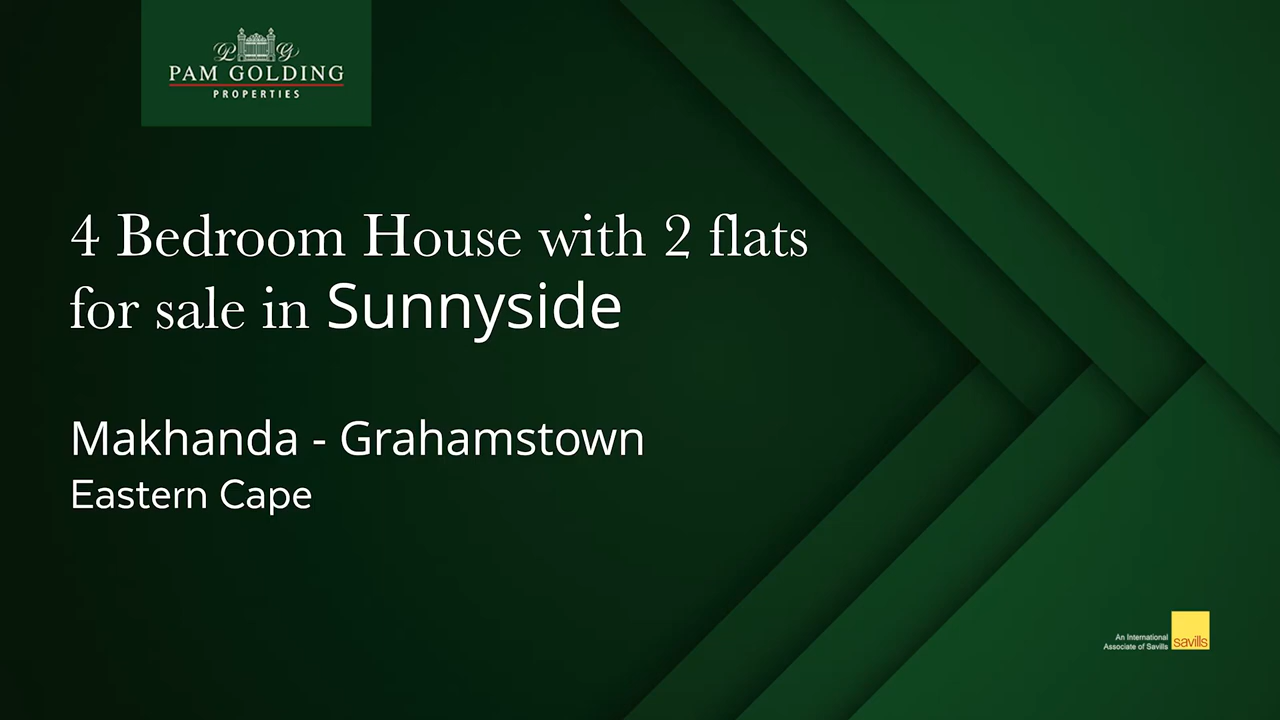 P G
PAM GOLDING
PROPERTIES
4 Bedroom House with 2 flats
for sale in Sunnyside
Makhanda - Grahamstown
Eastern Cape
An International
Associate of Savills
savills